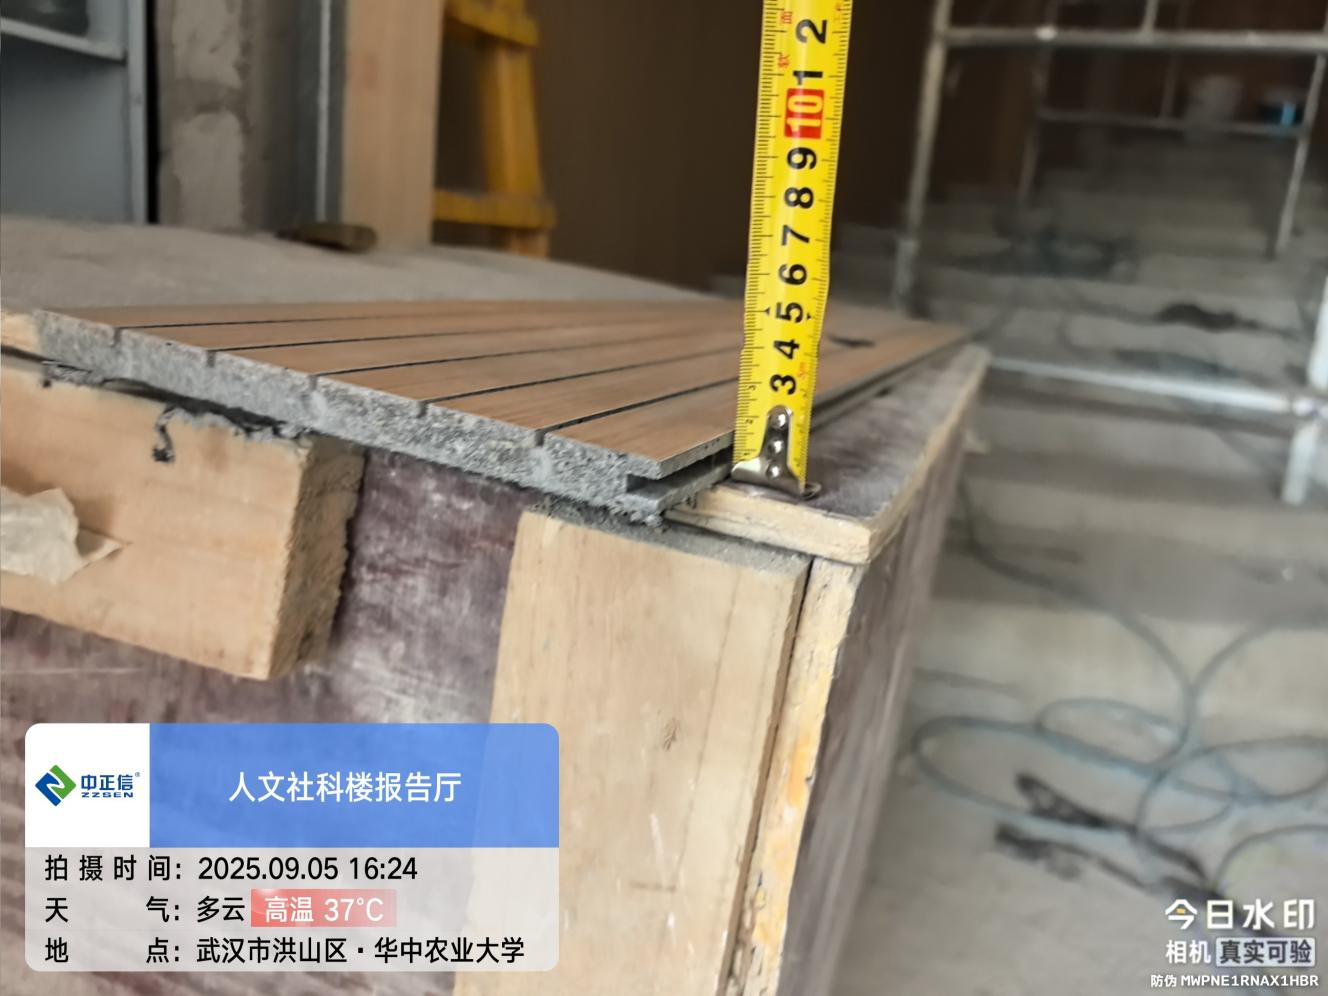 2
1
10
9
8
7
6
5
4
3
5m
中正信®
ZZSEN
人文社科楼报告厅
拍摄时间: 2025.09.05 16:24
天气: 多云 高温 37°C
地点: 武汉市洪山区·华中农业大学
今日水印
相机 真实可验
防伪 MWPNE1RNAX1HBR